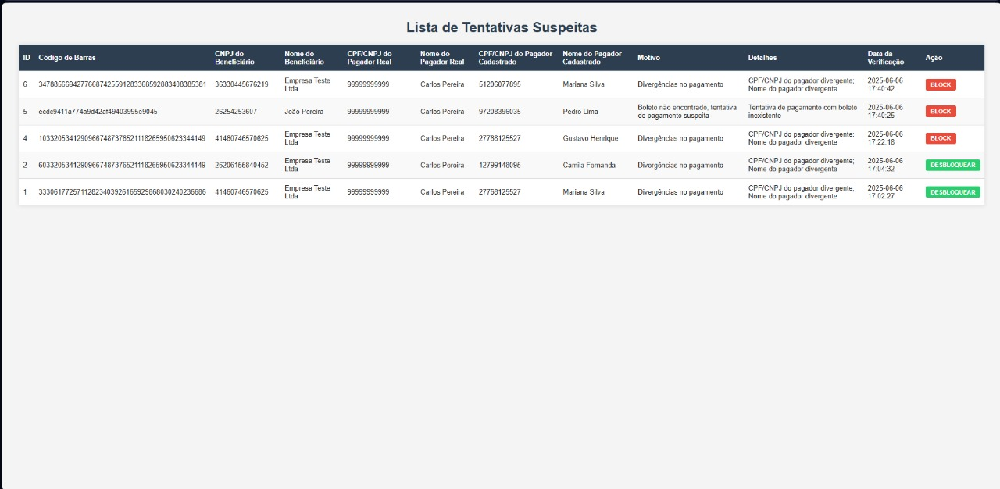 Lista de Tentativas Suspeitas
ID Código de Barras CNPJ do Beneficiário Nome do Beneficiário CPF/CNPJ do Pagador Real Nome do Pagador Real CPF/CNPJ do Pagador Cadastrado Nome do Pagador Cadastrado Motivo Detalhes Data da Verificação Ação
6 34788566942776687425591283368592883408385381 36330445676219 Empresa Teste Ltda 99999999999 Carlos Pereira 51206077895 Mariana Silva Divergências no pagamento CPF/CNPJ do pagador divergente; Nome do pagador divergente 2025-06-06 17:40:42 BLOCK
5 ecdc9411a774a9d42af49403995e9045 26254253607 João Pereira 99999999999 Carlos Pereira 97208396035 Pedro Lima Boleto não encontrado, tentativa de pagamento suspeita Tentativa de pagamento com boleto inexistente 2025-06-06 17:40:25 BLOCK
4 10332053412909667487376521118265950623344149 41460746570625 Empresa Teste Ltda 99999999999 Carlos Pereira 27768125527 Gustavo Henrique Divergências no pagamento CPF/CNPJ do pagador divergente; Nome do pagador divergente 2025-06-06 17:22:18 BLOCK
2 60332053412909667487376521118265950623344149 26206155840452 Empresa Teste Ltda 99999999999 Carlos Pereira 12799148095 Camila Fernanda Divergências no pagamento CPF/CNPJ do pagador divergente; Nome do pagador divergente 2025-06-06 17:04:32 DESBLOQUEAR
1 33306177257112823403926165929868030240236686 41460746570625 Empresa Teste Ltda 99999999999 Carlos Pereira 27768125527 Mariana Silva Divergências no pagamento CPF/CNPJ do pagador divergente; Nome do pagador divergente 2025-06-06 17:02:27 DESBLOQUEAR